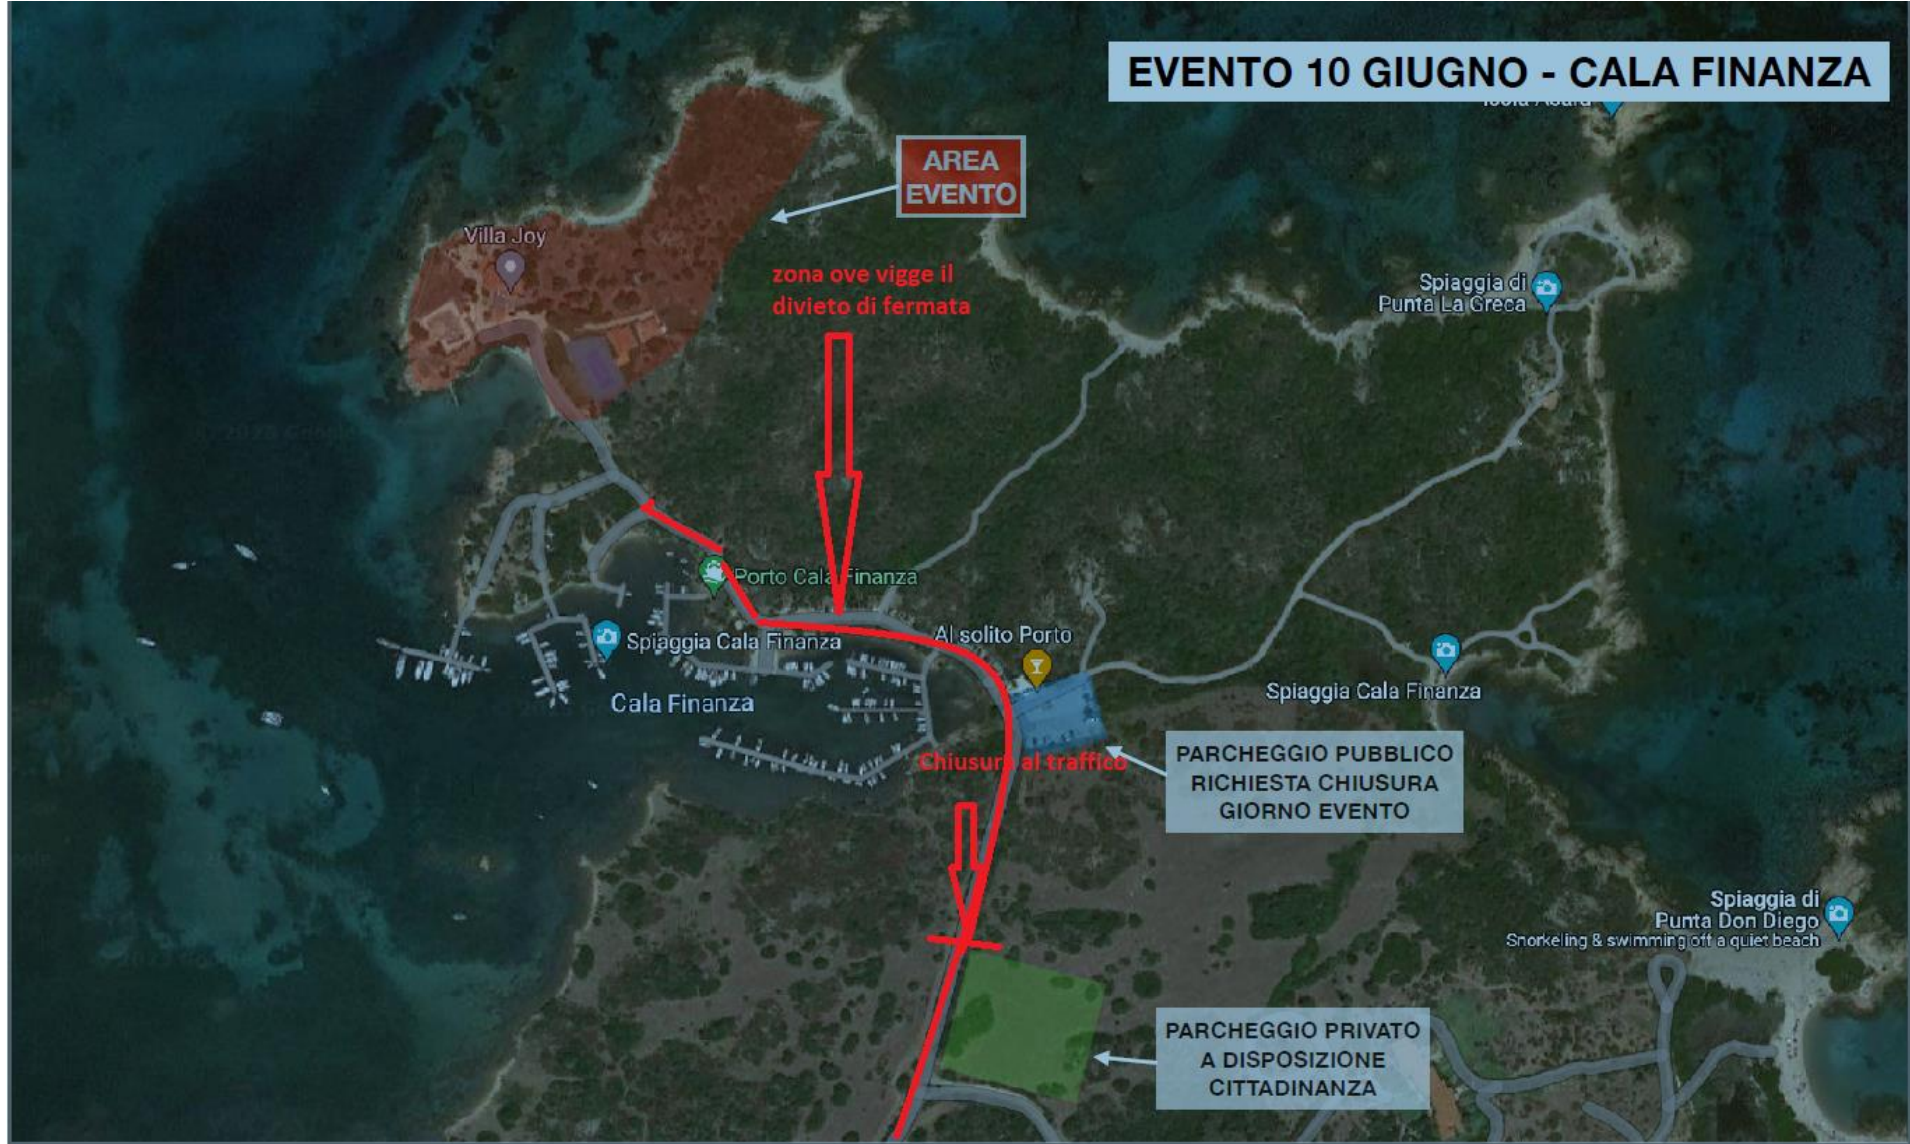 EVENTO 10 GIUGNO - CALA FINANZA
AREA
EVENTO
Villa Joy
zona ove vigge il
divieto di fermata
Spiaggia di
Punta La Greca
Porto Cala Finanza
Al solito Porto
Spiaggia Cala Finanza
Cala Finanza
Spiaggia Cala Finanza
Chiusura al traffico
PARCHEGGIO PUBBLICO
RICHIESTA CHIUSURA
GIORNO EVENTO
Spiaggia di
Punta Don Diego
Snorkeling & swimming off a quiet beach
PARCHEGGIO PRIVATO
A DISPOSIZIONE
CITTADINANZA